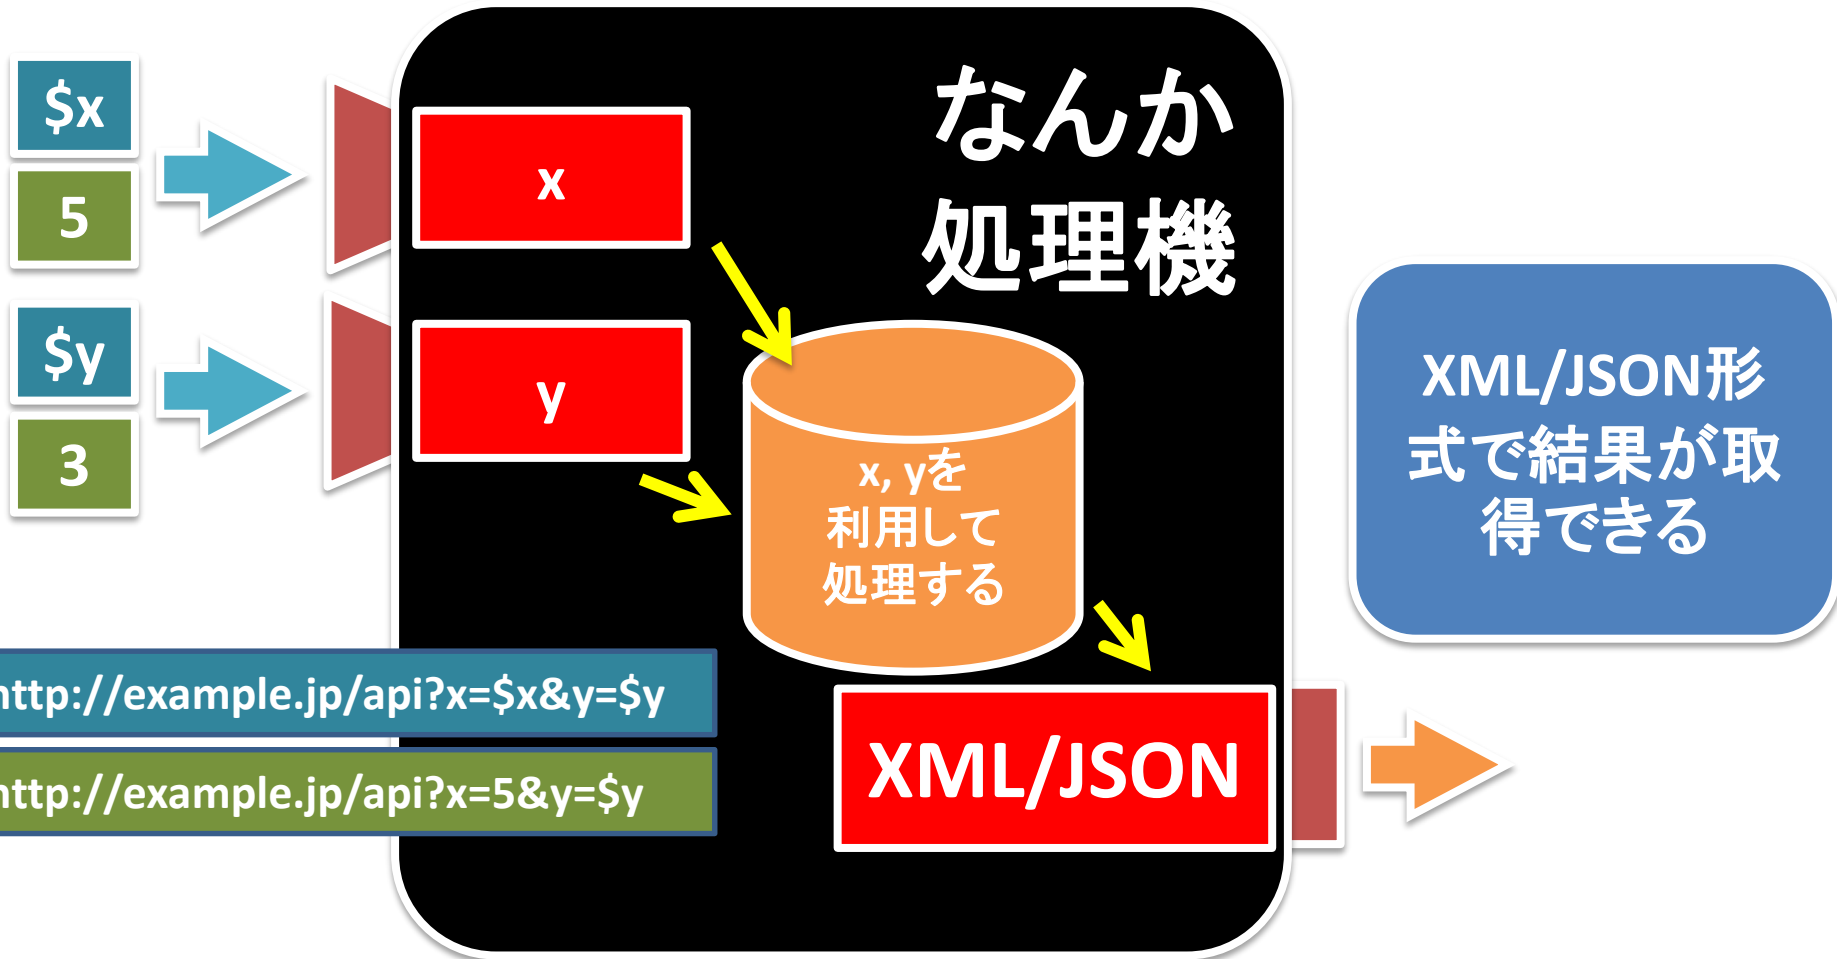 $x
5
$y
3
x
y
なんか
処理機
x, yを
利用して
処理する
XML/JSON
XML/JSON形
式で結果が取
得できる
http://example.jp/api?x=$x&y=$y
http://example.jp/api?x=5&y=$y